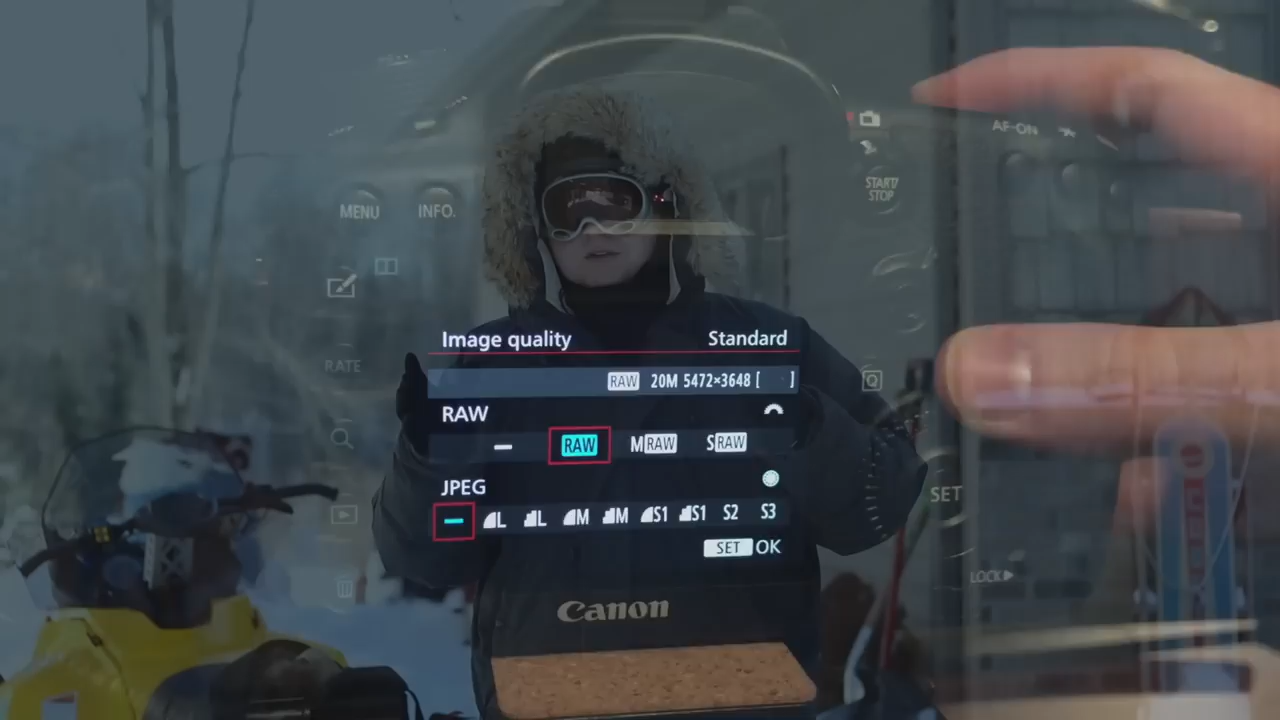 AF-ON
MENU INFO.
START/
STOP
Image quality Standard
RATE
RAW 20M 5472×3648 [ ]
Q
RAW
RAW MRAW SRAW
JPEG
L L M M S1 S1 S2 S3
SET
SET OK
LOCK
Canon